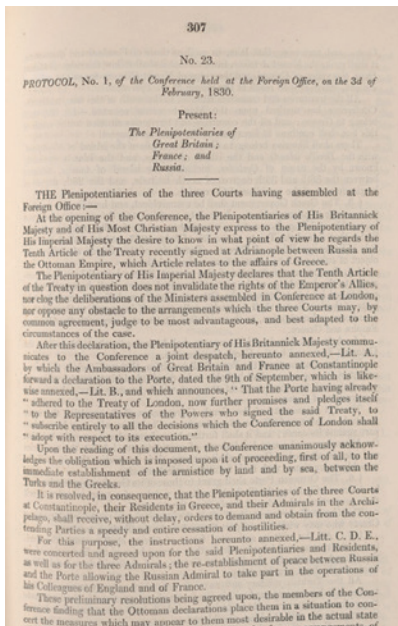 307
No. 23.
PROTOCOL, No. 1, of the Conference held at the Foreign Office, on the 3d of
February, 1830.
Present:
The Plenipotentiaries of
Great Britain;
France; and
Russia.
THE Plenipotentiaries of the three Courts having assembled at the
Foreign Office:—
At the opening of the Conference, the Plenipotentiaries of His Britannick
Majesty and of His Most Christian Majesty express to the Plenipotentiary of
His Imperial Majesty the desire to know in what point of view he regards the
Tenth Article of the Treaty recently signed at Adrianople between Russia and
the Ottoman Empire, which Article relates to the affairs of Greece.
The Plenipotentiary of His Imperial Majesty declares that the Tenth Article
of the Treaty in question does not invalidate the rights of the Emperor's Allies,
nor clog the deliberations of the Ministers assembled in Conference at London,
nor oppose any obstacle to the arrangements which the three Courts may, by
common agreement, judge to be most advantageous, and best adapted to the
circumstances of the case.
After this declaration, the Plenipotentiary of His Britannick Majesty commu-
nicates to the Conference a joint despatch, hereunto annexed,—Lit. A.,
by which the Ambassadors of Great Britain and France at Constantinople
forward a declaration to the Porte, dated the 9th of September, which is like-
wise annexed,—Lit. B., and which announces, "That the Porte having already
"adhered to the Treaty of London, now further promises and pledges itself
"to the Representatives of the Powers who signed the said Treaty, to
"subscribe entirely to all the decisions which the Conference of London shall
"adopt with respect to its execution."
Upon the reading of this document, the Conference unanimously acknow-
ledges the obligation which is imposed upon it of proceeding, first of all, to the
immediate establishment of the armistice by land and by sea, between the
Turks and the Greeks.
It is resolved, in consequence, that the Plenipotentiaries of the three Courts
at Constantinople, their Residents in Greece, and their Admirals in the Archi-
pelago, shall receive, without delay, orders to demand and obtain from the con-
tending Parties a speedy and entire cessation of hostilities.
For this purpose, the instructions hereunto annexed,—Litt. C. D. E.,
were concerted and agreed upon for the said Plenipotentiaries and Residents,
as well as for the three Admirals; the re-establishment of peace between Russia
and the Porte allowing the Russian Admiral to take part in the operations of
his Colleagues of England and of France.
These preliminary resolutions being agreed upon, the members of the Con-
ference finding that the Ottoman declarations place them in a situation to con-
cert the measures which may appear to them most desirable in the actual state